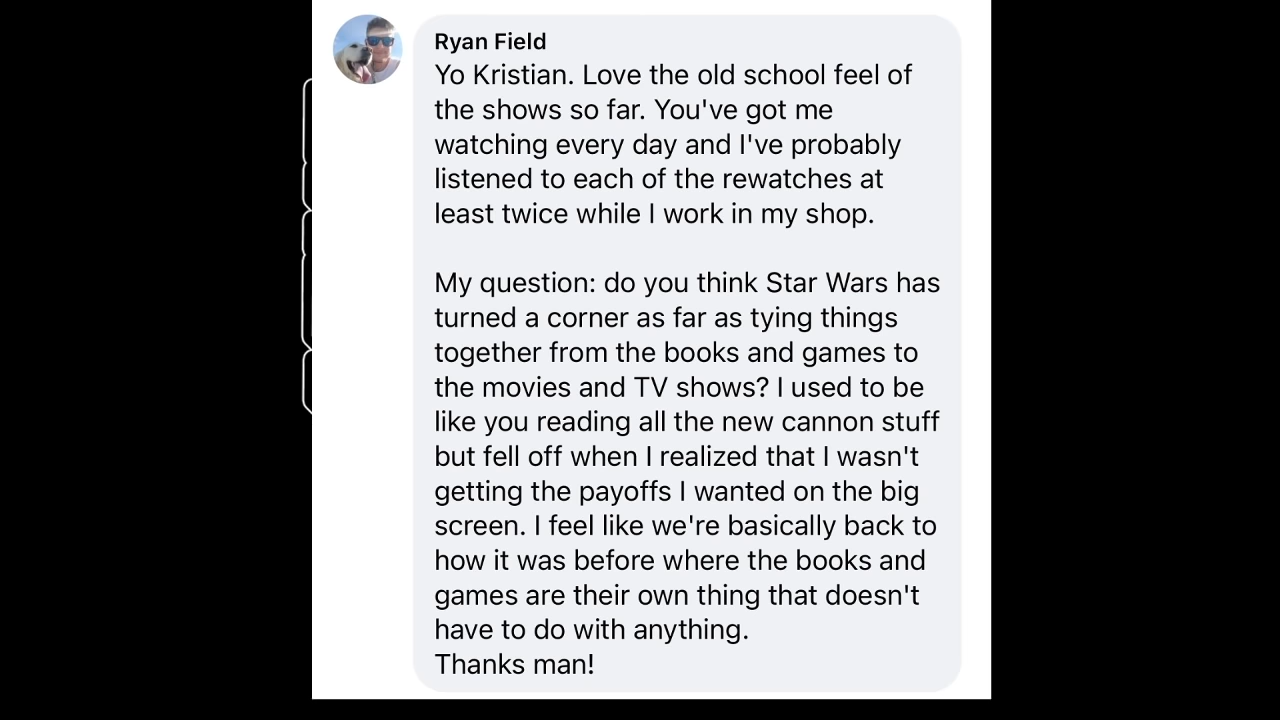 Ryan Field
Yo Kristian. Love the old school feel of
the shows so far. You've got me
watching every day and I've probably
listened to each of the rewatches at
least twice while I work in my shop.
My question: do you think Star Wars has
turned a corner as far as tying things
together from the books and games to
the movies and TV shows? I used to be
like you reading all the new cannon stuff
but fell off when I realized that I wasn't
getting the payoffs I wanted on the big
screen. I feel like we're basically back to
how it was before where the books and
games are their own thing that doesn't
have to do with anything.
Thanks man!